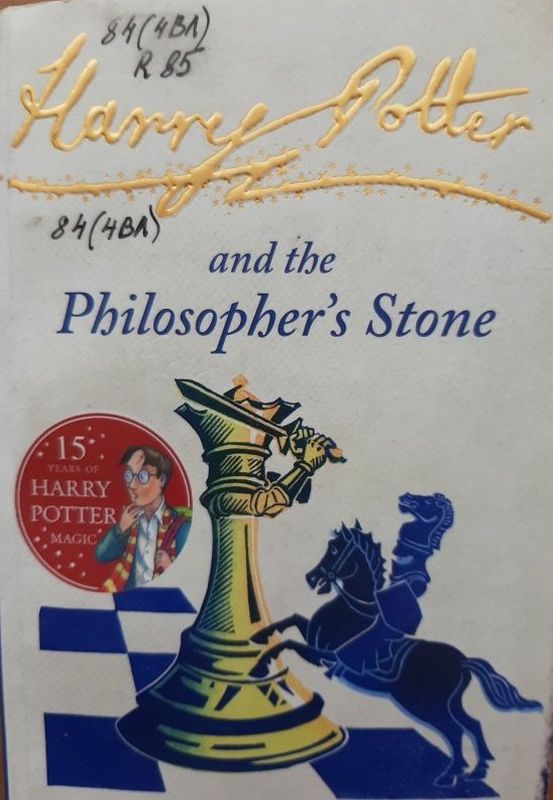 84(4ВЛ)
R 85
Harry Potter
84(4ВЛ)
and the
Philosopher's Stone
15
YEARS OF
HARRY
POTTER
MAGIC